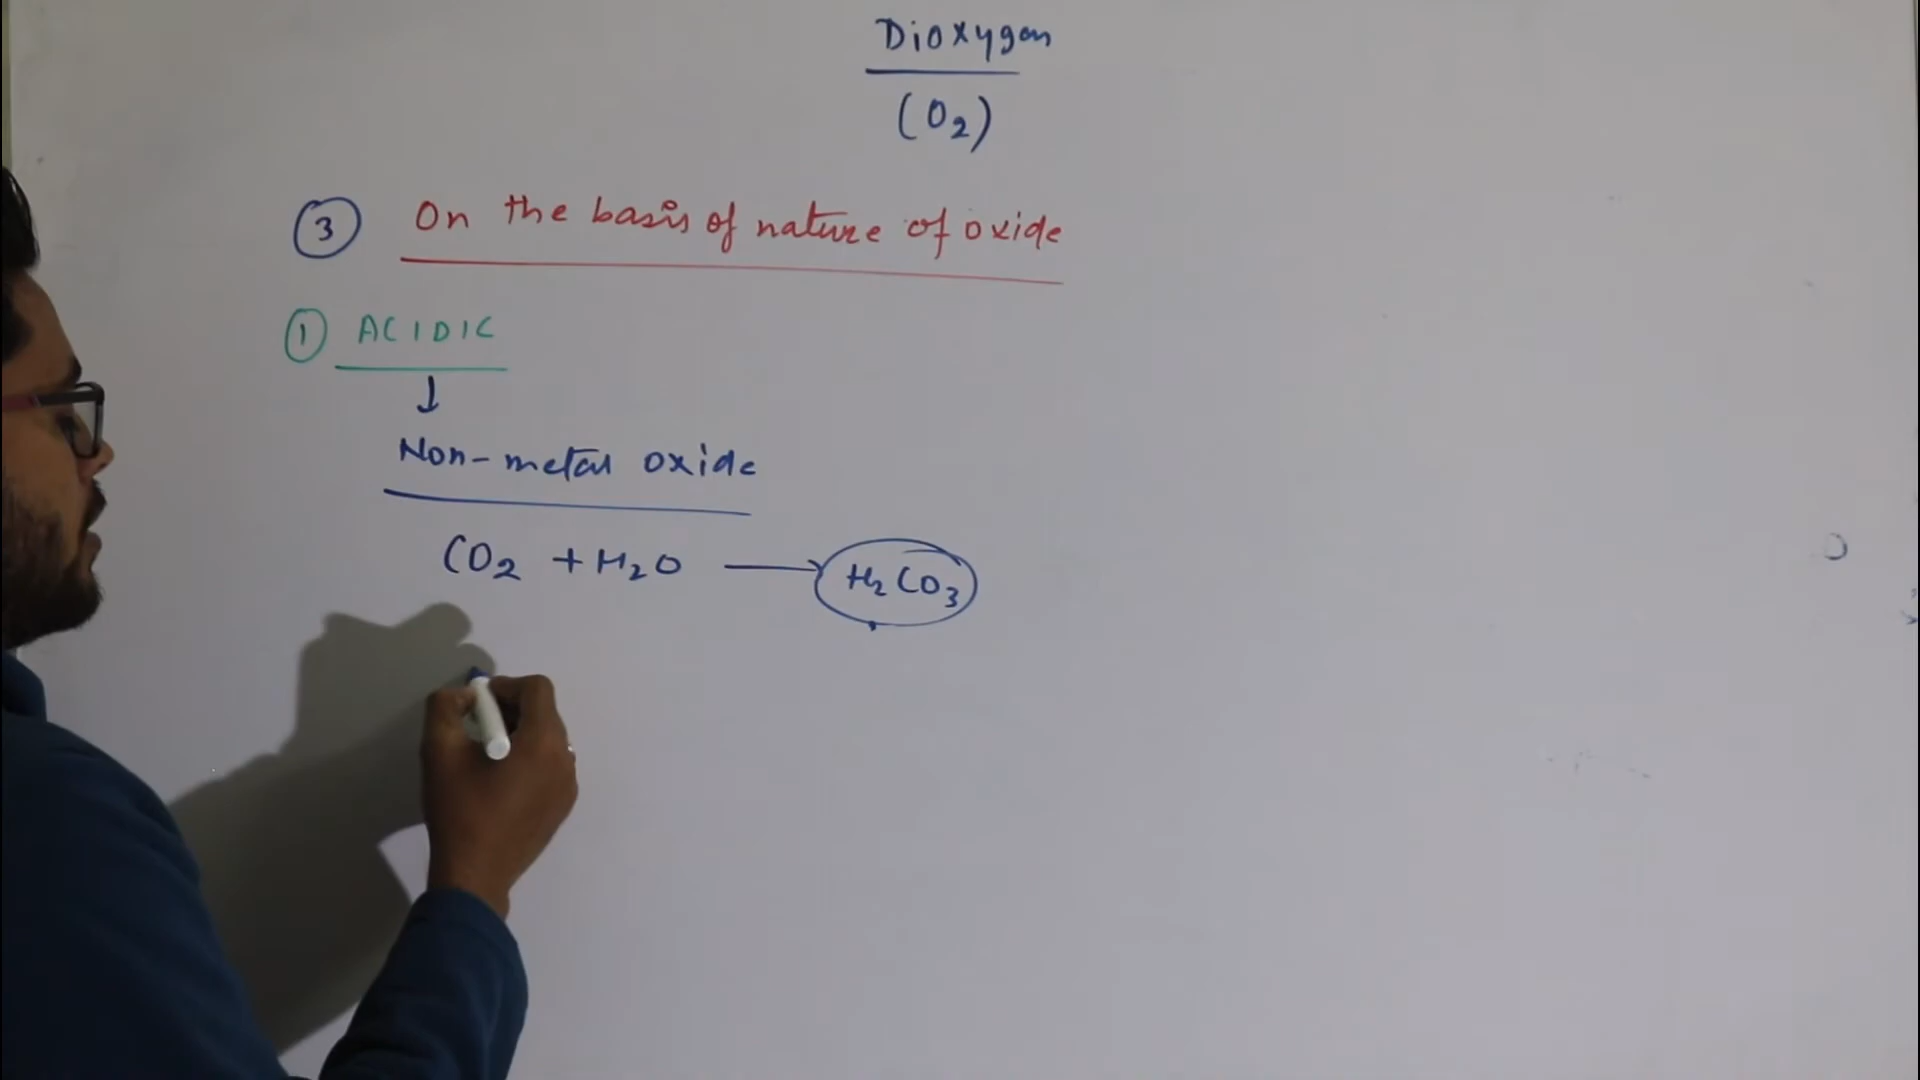 Dioxygen
(O₂)
③ On the basis of nature of oxide
① ACIDIC
↓
Non-metal oxide
CO₂ + H₂O → H₂CO₃